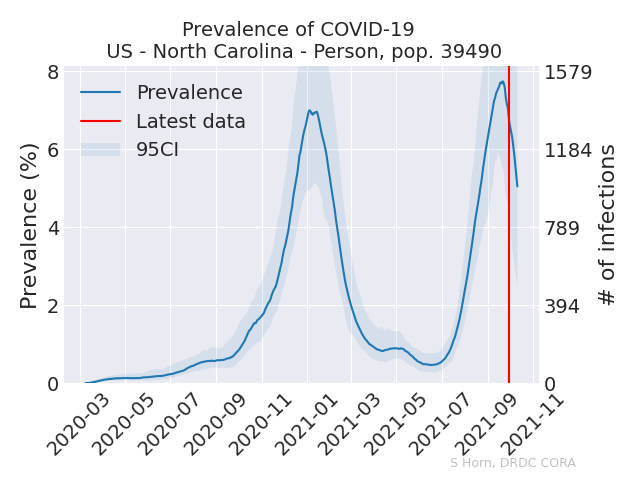 Prevalence of COVID-19
US - North Carolina - Person, pop. 39490
Prevalence (%)
8
6
4
2
0
1579
1184
789
394
0
# of infections
Prevalence
Latest data
95CI
2020-03
2020-05
2020-07
2020-09
2020-11
2021-01
2021-03
2021-05
2021-07
2021-09
2021-11
S Horn, DRDC CORA